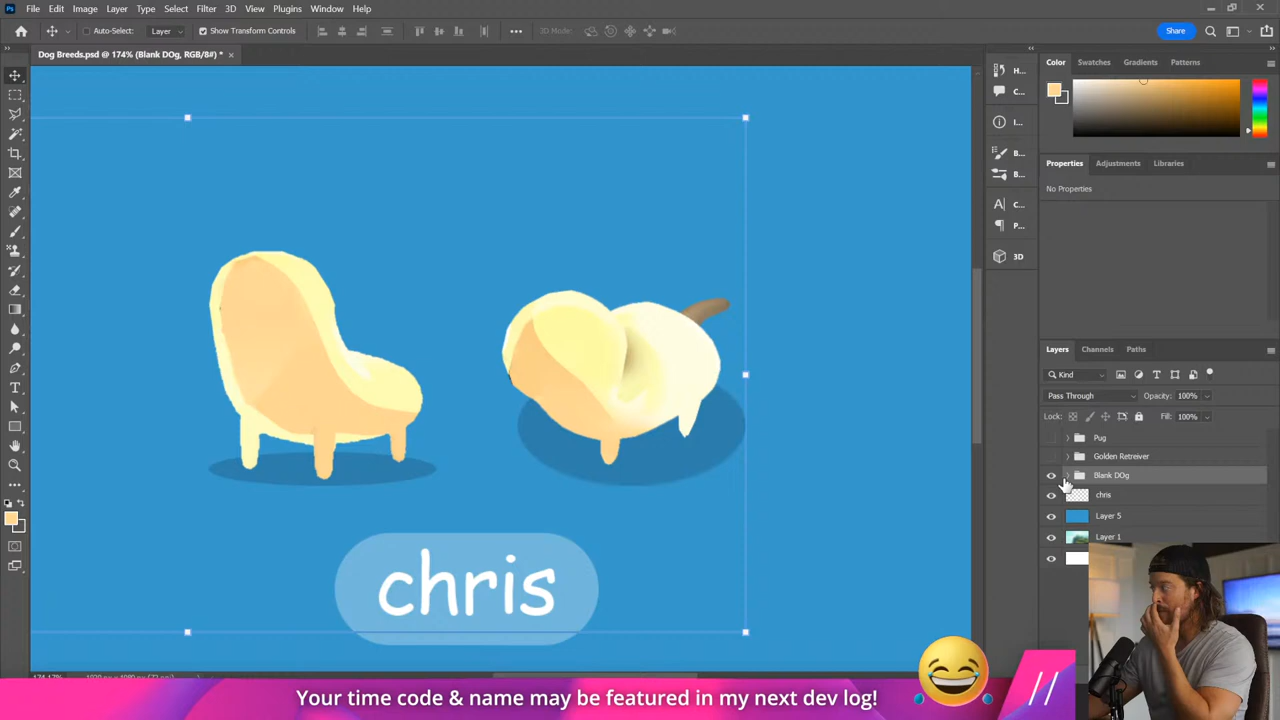 File Edit Image Layer Type Select Filter 3D View Plugins Window Help
Auto-Select: Layer Show Transform Controls 3D Mode: Share
Dog Breeds.psd @ 174% (Blank DOg, RGB/8#) *
H...
C...
I...
B...
B...
C...
P...
3D
Color Swatches Gradients Patterns
Properties Adjustments Libraries
No Properties
Layers Channels Paths
Kind
Pass Through Opacity: 100%
Lock: Fill: 100%
Pug
Golden Retreiver
Blank DOg
chris
Layer 5
Layer 1
chris
Your time code & name may be featured in my next dev log!
//